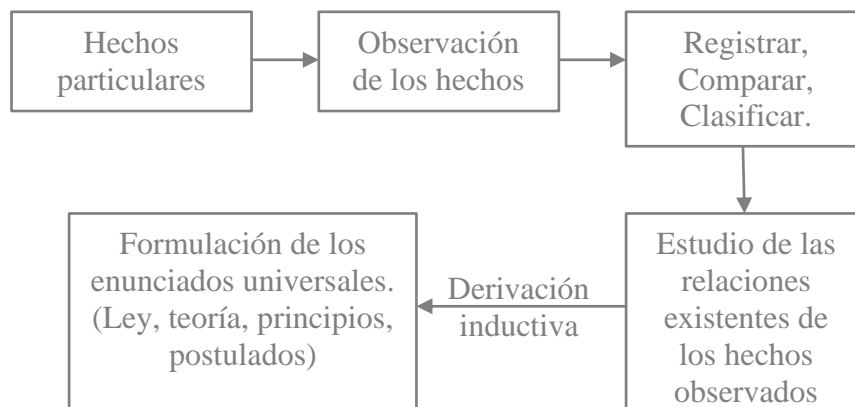 Hechos
particulares
Observación
de los hechos
Registrar,
Comparar,
Clasificar.
Estudio de las
relaciones
existentes de
los hechos
observados
Derivación
inductiva
Formulación de los
enunciados universales.
(Ley, teoría, principios,
postulados)